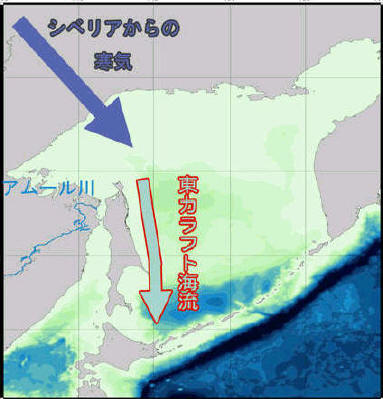 シベリアからの
寒気
アムール川
東カラフト海流